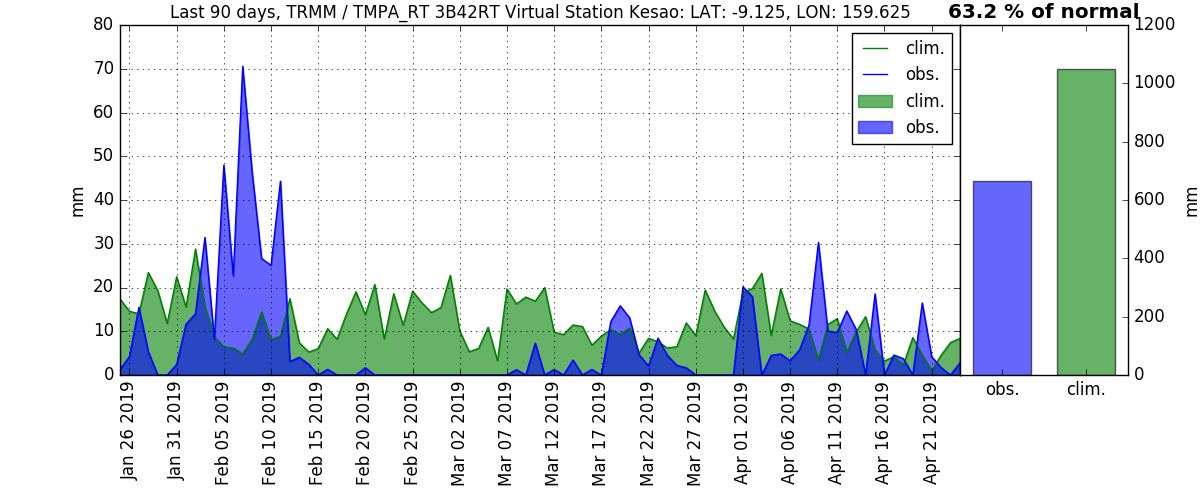 Last 90 days, TRMM / TMPA_RT 3B42RT Virtual Station Kesao: LAT: -9.125, LON: 159.625
63.2 % of normal
80
70
60
50
40
30
20
10
0
mm
clim.
obs.
clim.
obs.
1200
1000
800
600
400
200
0
mm
Jan 26 2019
Jan 31 2019
Feb 05 2019
Feb 10 2019
Feb 15 2019
Feb 20 2019
Feb 25 2019
Mar 02 2019
Mar 07 2019
Mar 12 2019
Mar 17 2019
Mar 22 2019
Mar 27 2019
Apr 01 2019
Apr 06 2019
Apr 11 2019
Apr 16 2019
Apr 21 2019
obs.
clim.